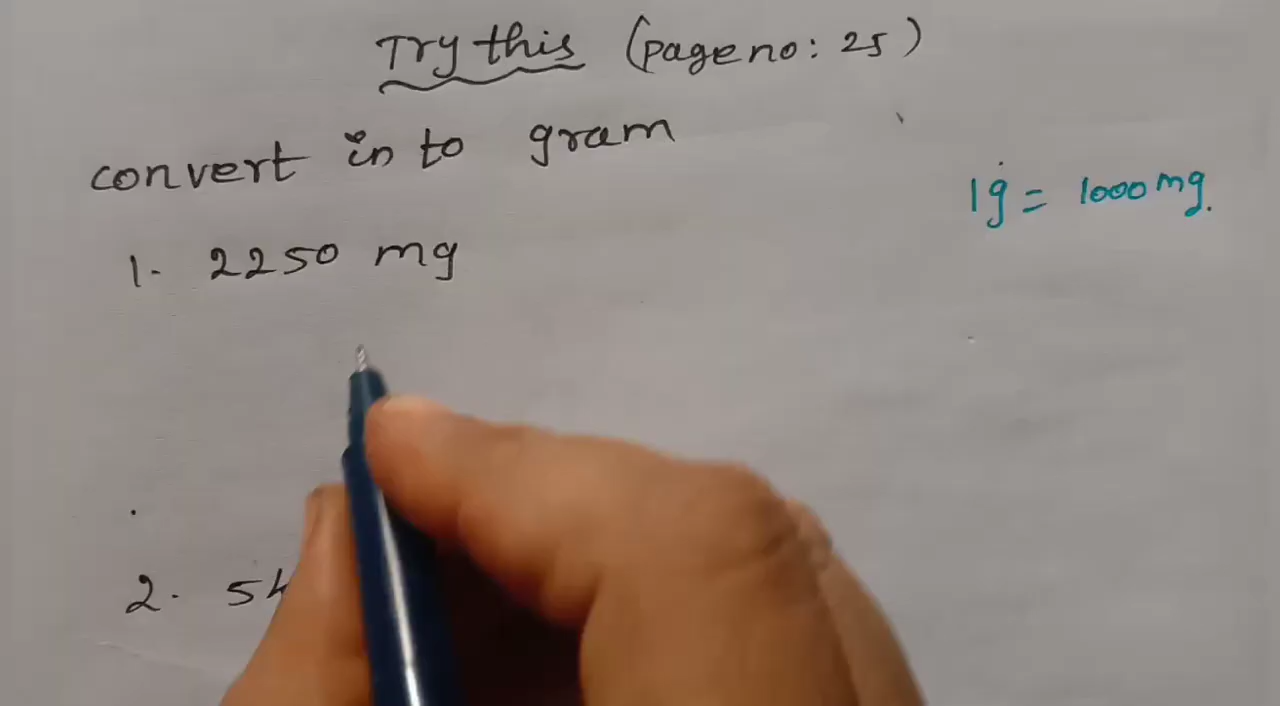 Try this (page no: 25)
convert in to gram
1g = 1000 mg.
1. 2250 mg
2. 5